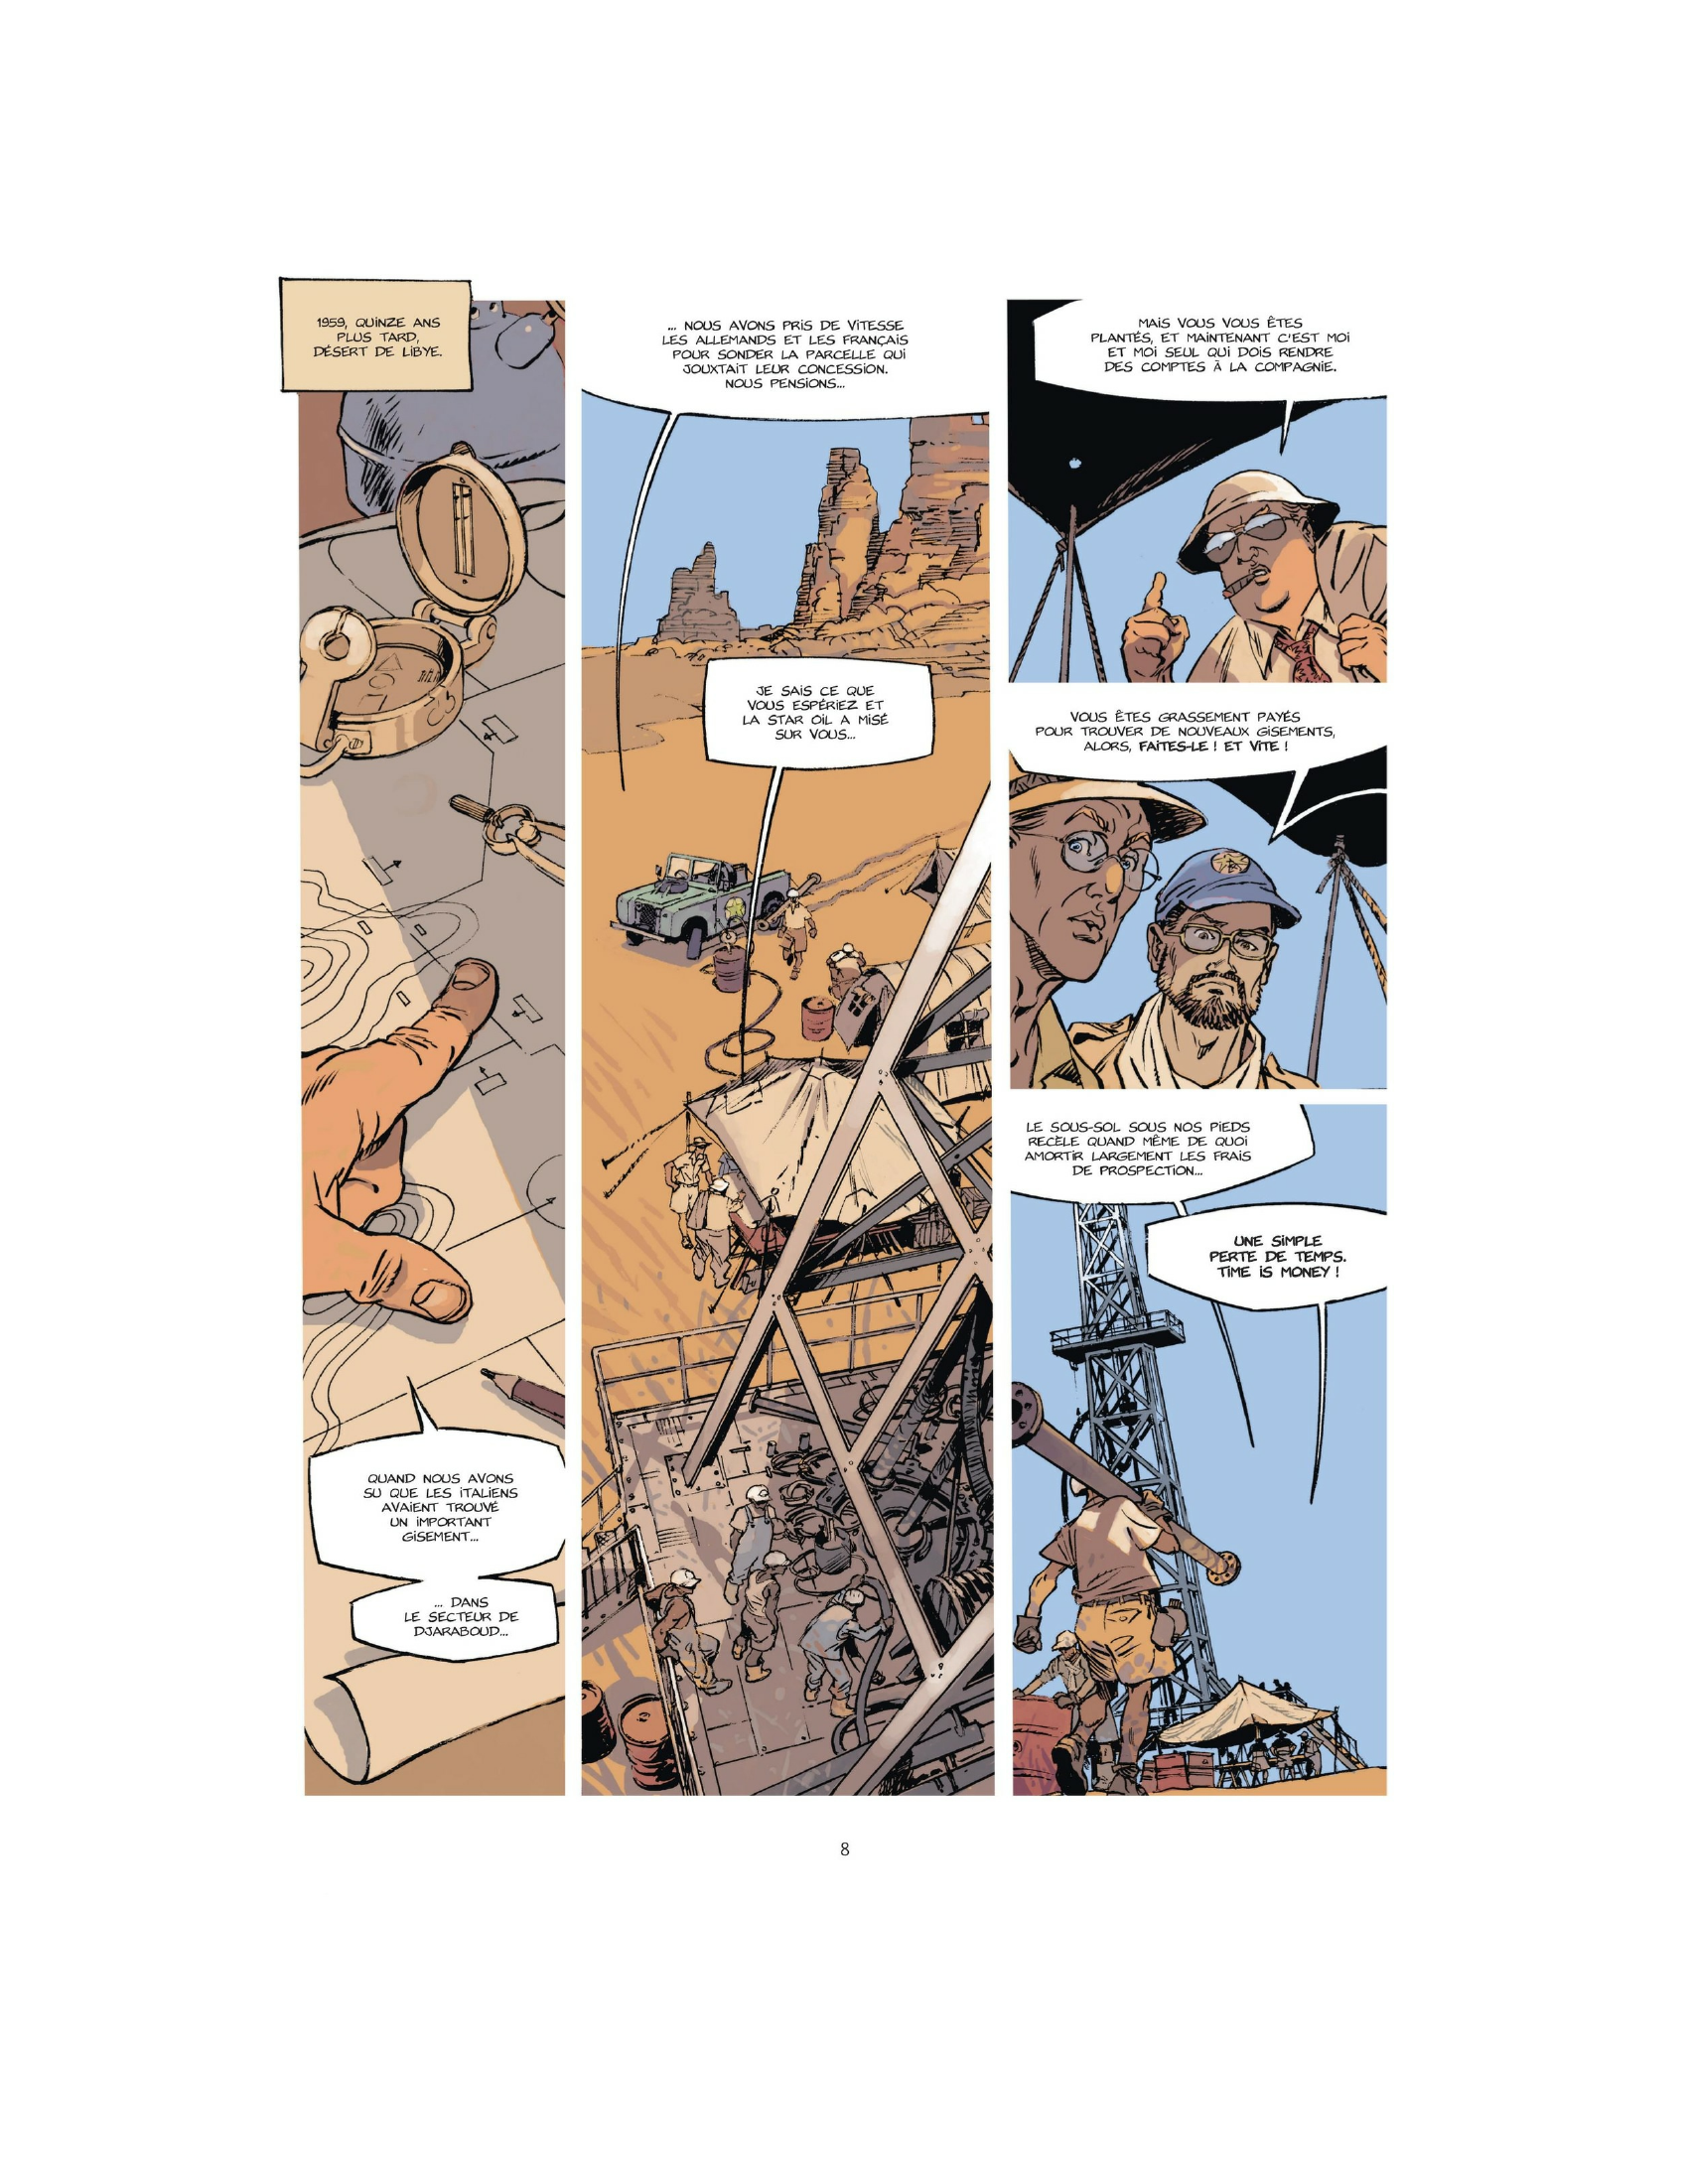 1959, QUINZE ANS
PLUS TARD,
DÉSERT DE LIBYE.
QUAND NOUS AVONS
SU QUE LES ITALIENS
AVAIENT TROUVÉ
UN IMPORTANT
GISEMENT...
... DANS
LE SECTEUR DE
DJARABOUD...
... NOUS AVONS PRIS DE VITESSE
LES ALLEMANDS ET LES FRANÇAIS
POUR SONDER LA PARCELLE QUI
JOUXTAIT LEUR CONCESSION.
NOUS PENSIONS...
JE SAIS CE QUE
VOUS ESPÉRIEZ ET
LA STAR OIL A MISÉ
SUR VOUS...
MAIS VOUS VOUS ÊTES
PLANTÉS, ET MAINTENANT C'EST MOI
ET MOI SEUL QUI DOIS RENDRE
DES COMPTES À LA COMPAGNIE.
VOUS ÊTES GRASSEMENT PAYÉS
POUR TROUVER DE NOUVEAUX GISEMENTS,
ALORS, FAITES-LE ! ET VITE !
LE SOUS-SOL SOUS NOS PIEDS
RECÈLE QUAND MÊME DE QUOI
AMORTIR LARGEMENT LES FRAIS
DE PROSPECTION...
UNE SIMPLE
PERTE DE TEMPS.
TIME IS MONEY !
8